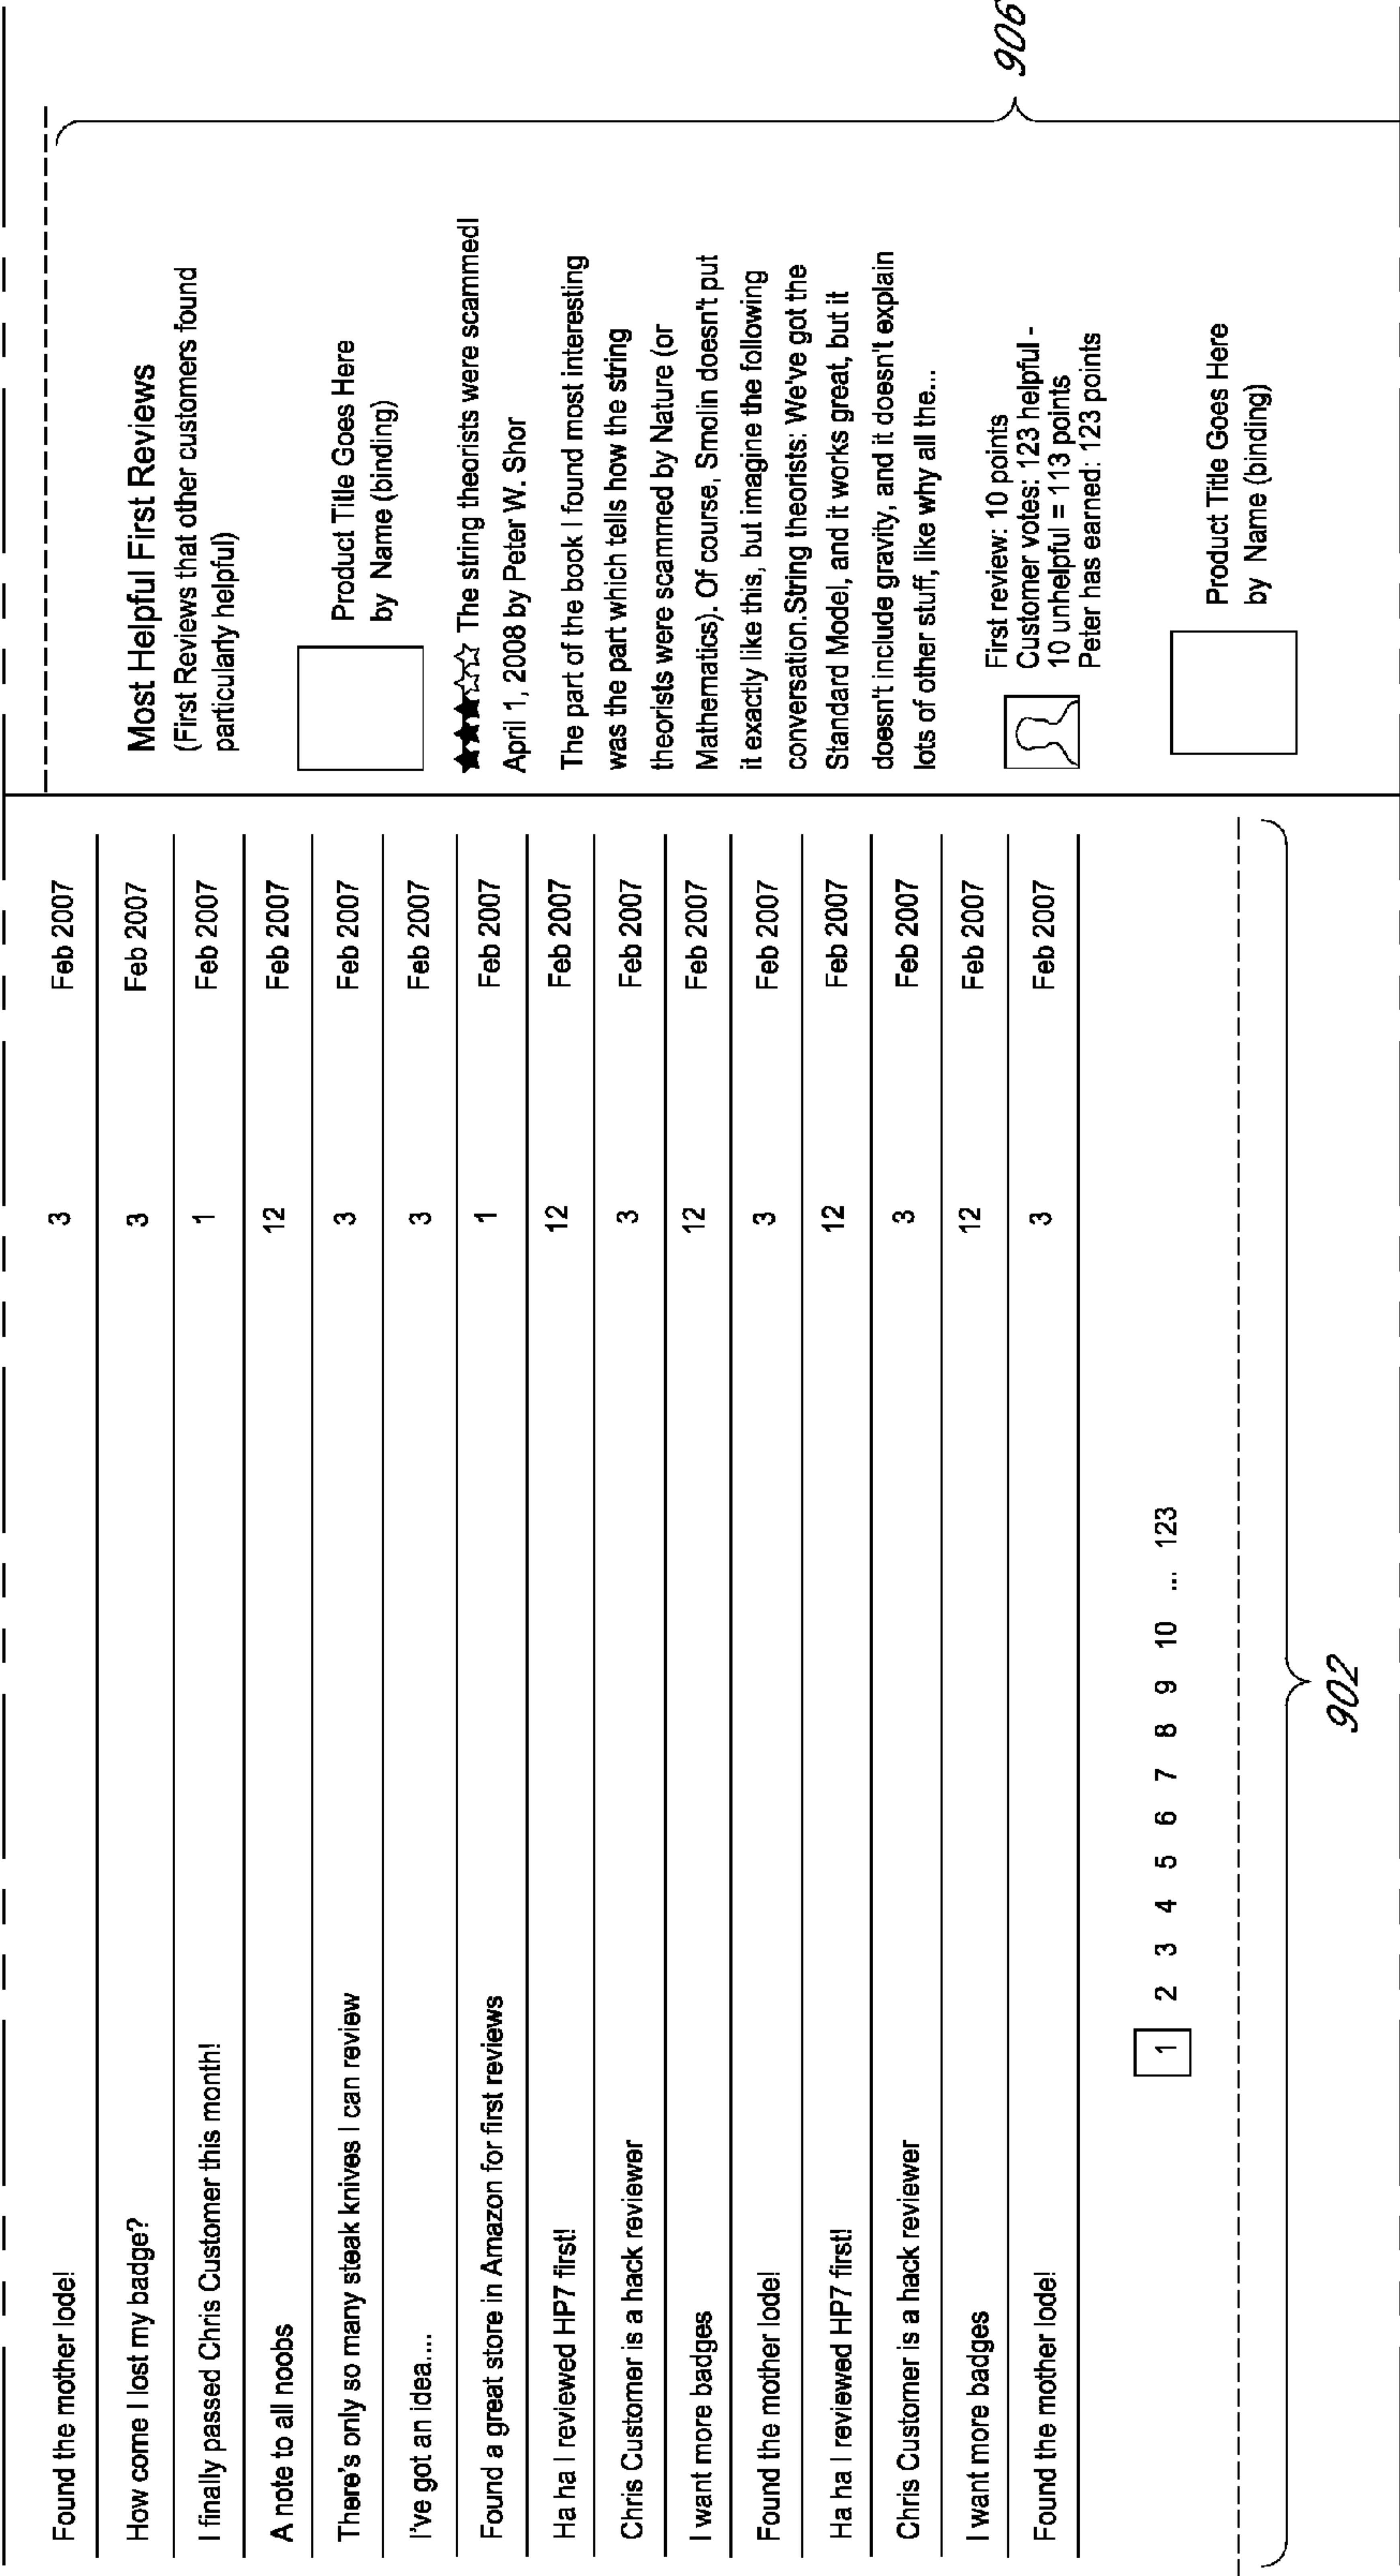 Found the mother lode! 3 Feb 2007
How come I lost my badge? 3 Feb 2007
I finally passed Chris Customer this month! 1 Feb 2007
A note to all noobs 12 Feb 2007
There's only so many steak knives I can review 3 Feb 2007
I've got an idea.... 3 Feb 2007
Found a great store in Amazon for first reviews 1 Feb 2007
Ha ha I reviewed HP7 first! 12 Feb 2007
Chris Customer is a hack reviewer 3 Feb 2007
I want more badges 12 Feb 2007
Found the mother lode! 3 Feb 2007
Ha ha I reviewed HP7 first! 12 Feb 2007
Chris Customer is a hack reviewer 3 Feb 2007
I want more badges 12 Feb 2007
Found the mother lode! 3 Feb 2007
1 2 3 4 5 6 7 8 9 10 ... 123
902
Most Helpful First Reviews
(First Reviews that other customers found
particularly helpful)
Product Title Goes Here
by Name (binding)
★★★☆☆ The string theorists were scammed!
April 1, 2008 by Peter W. Shor
The part of the book I found most interesting
was the part which tells how the string
theorists were scammed by Nature (or
Mathematics). Of course, Smolin doesn't put
it exactly like this, but imagine the following
conversation.String theorists: We've got the
Standard Model, and it works great, but it
doesn't include gravity, and it doesn't explain
lots of other stuff, like why all the...
First review: 10 points
Customer votes: 123 helpful -
10 unhelpful = 113 points
Peter has earned: 123 points
Product Title Goes Here
by Name (binding)
906